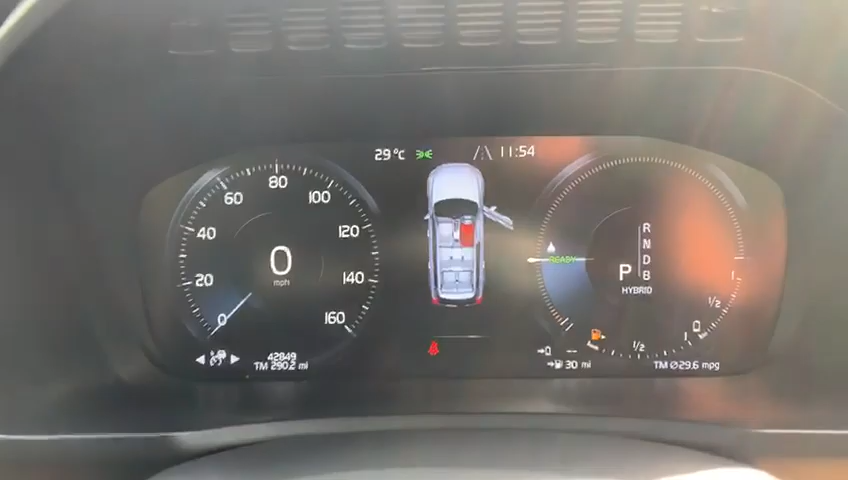 29°C 11:54
0 20 40 60 80 100 120 140 160
0
mph
READY
R
N
D
B
P
HYBRID
1/2
1/2
1
42849
TM 290.2 mi
--
30 mi
TM Ø29.6 mpg